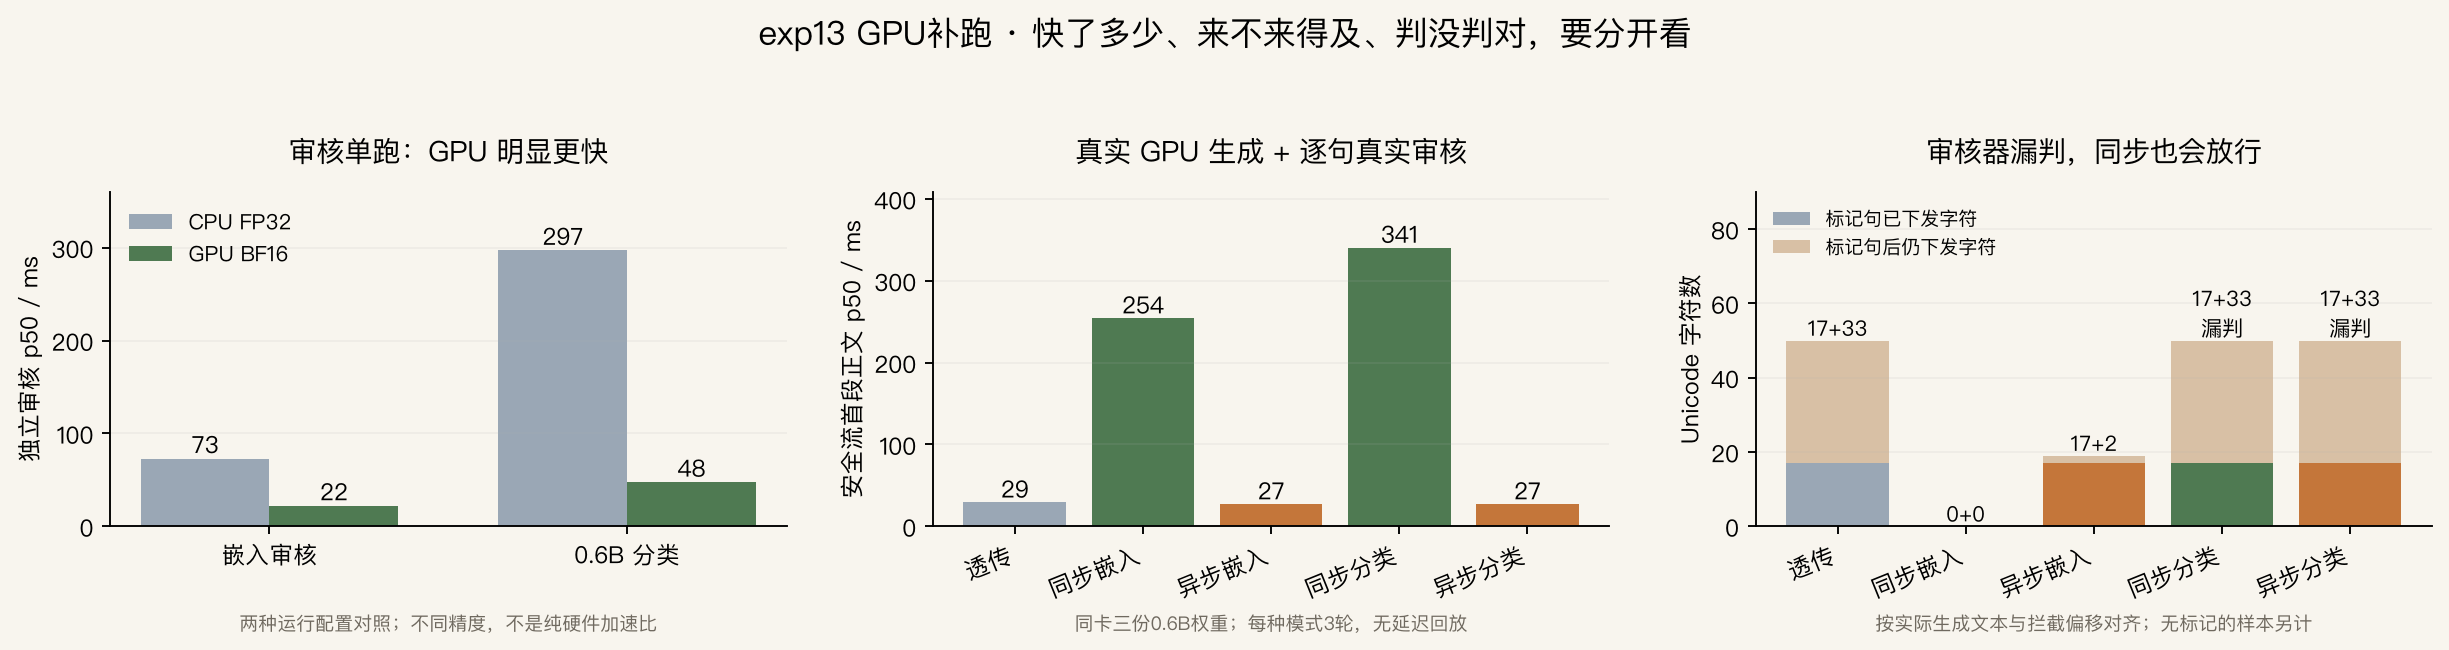 exp13 GPU补跑 · 快了多少、来不来得及、判没判对，要分开看
审核单跑：GPU 明显更快
独立审核 p50 / ms
300
200
100
0
CPU FP32
GPU BF16
73
22
297
48
嵌入审核
0.6B 分类
两种运行配置对照；不同精度，不是纯硬件加速比
真实 GPU 生成 + 逐句真实审核
安全流首段正文 p50 / ms
400
300
200
100
0
29
254
27
341
27
透传
同步嵌入
异步嵌入
同步分类
异步分类
同卡三份0.6B权重；每种模式3轮，无延迟回放
审核器漏判，同步也会放行
Unicode 字符数
80
60
40
20
0
标记句已下发字符
标记句后仍下发字符
17+33
0+0
17+2
17+33
漏判
17+33
漏判
透传
同步嵌入
异步嵌入
同步分类
异步分类
按实际生成文本与拦截偏移对齐；无标记的样本另计